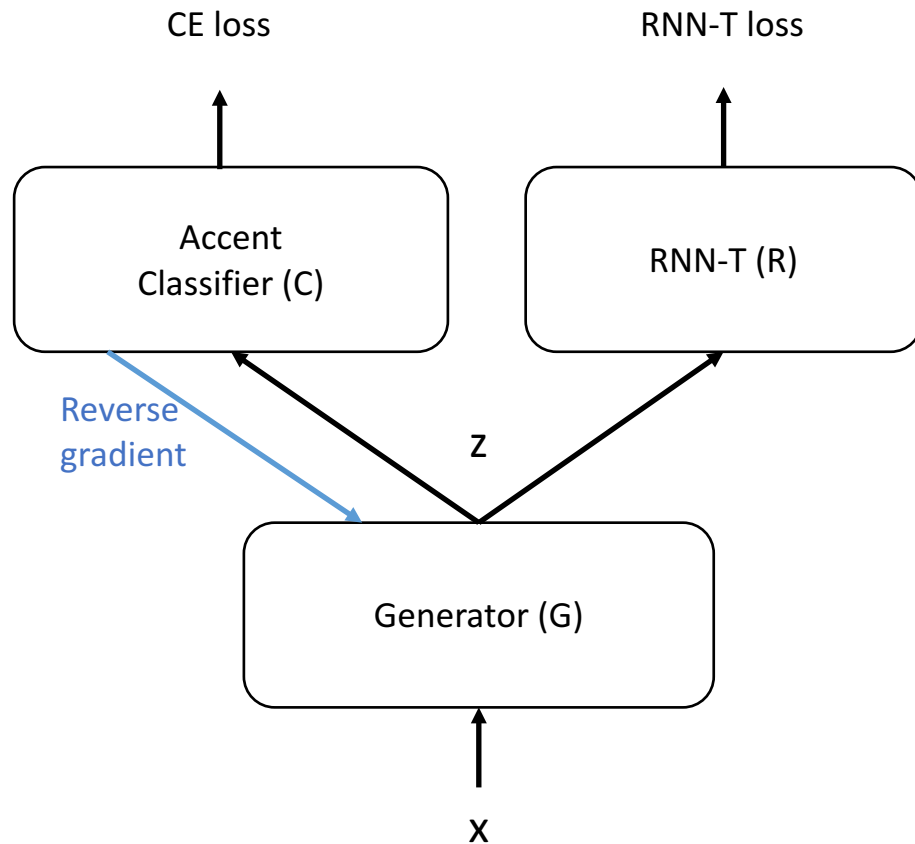 CE loss
RNN-T loss
Accent
Classifier (C)
RNN-T (R)
Reverse
gradient
z
Generator (G)
x